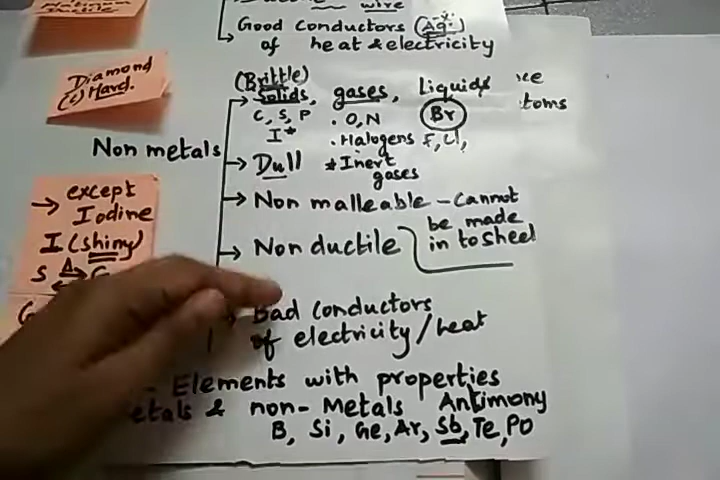 wire
Good conductors (Ag.)
of heat & electricity
Diamond
(C) Hard.
Non metals
(Brittle)
Solids, gases, Liquids
C, S, P . O, N Br
I* . Halogens F, Cl,
Dull * Inert
gases
toms
except
Iodine
I (shiny)
S Δ
Non malleable - Cannot
be made
in to sheet
Non ductile
Bad conductors
of electricity/heat
Elements with properties
etals & non-Metals Antimony
B, Si, Ge, Ar, Sb, Te, Po